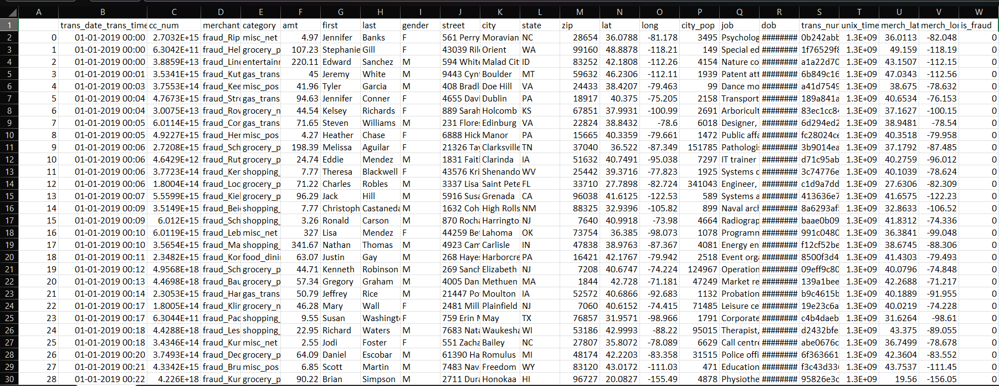 A B C D E F G H I J K L M N O P Q R S T U V W
1 trans_date_trans_time cc_num merchant category amt first last gender street city state zip lat long city_pop job dob trans_nur unix_time merch_lat merch_lo is_fraud
2 0 01-01-2019 00:00 2.7032E+15 fraud_Rip misc_net 4.97 Jennifer Banks F 561 Perry Moravian NC 28654 36.0788 -81.178 3495 Psycholog ######## 0b242abb 1.3E+09 36.0113 -82.048 0
3 1 01-01-2019 00:00 6.3042E+11 fraud_Hel grocery_p 107.23 Stephanie Gill F 43039 Ril Orient WA 99160 48.8878 -118.21 149 Special ed ######## 1f76529f8 1.3E+09 49.159 -118.19 0
4 2 01-01-2019 00:00 3.8859E+13 fraud_Lin entertain 220.11 Edward Sanchez M 594 White Malad Cit ID 83252 42.1808 -112.26 4154 Nature co ######## a1a22d70 1.3E+09 43.1507 -112.15 0
5 3 01-01-2019 00:01 3.5341E+15 fraud_Kut gas_trans 45 Jeremy White M 9443 Cynt Boulder MT 59632 46.2306 -112.11 1939 Patent att ######## 6b849c16 1.3E+09 47.0343 -112.56 0
6 4 01-01-2019 00:03 3.7553E+14 fraud_Kee misc_pos 41.96 Tyler Garcia M 408 Bradl Doe Hill VA 24433 38.4207 -79.463 99 Dance mo ######## a41d7549 1.3E+09 38.675 -78.632 0
7 5 01-01-2019 00:04 4.7673E+15 fraud_Stro gas_trans 94.63 Jennifer Conner F 4655 Davi Dublin PA 18917 40.375 -75.205 2158 Transport ######## 189a841a 1.3E+09 40.6534 -76.153 0
8 6 01-01-2019 00:04 3.0075E+13 fraud_Rov grocery_n 44.54 Kelsey Richards F 889 Sarah Holcomb KS 67851 37.9931 -100.99 2691 Arboricult ######## 83ec1cc84 1.3E+09 37.1627 -100.15 0
9 7 01-01-2019 00:05 6.0114E+15 fraud_Cor gas_trans 71.65 Steven Williams M 231 Flore Edinburg VA 22824 38.8432 -78.6 6018 Designer, ######## 6d294ed2 1.3E+09 38.9481 -78.54 0
10 8 01-01-2019 00:05 4.9227E+15 fraud_Her misc_pos 4.27 Heather Chase F 6888 Hick Manor PA 15665 40.3359 -79.661 1472 Public affa ######## fc28024ce 1.3E+09 40.3518 -79.958 0
11 9 01-01-2019 00:06 2.7208E+15 fraud_Sch grocery_p 198.39 Melissa Aguilar F 21326 Tay Clarksville TN 37040 36.522 -87.349 151785 Pathologi ######## 3b9014ea 1.3E+09 37.1792 -87.485 0
12 10 01-01-2019 00:06 4.6429E+12 fraud_Rut grocery_p 24.74 Eddie Mendez M 1831 Fait Clarinda IA 51632 40.7491 -95.038 7297 IT trainer ######## d71c95ab 1.3E+09 40.2759 -96.012 0
13 11 01-01-2019 00:06 3.7723E+14 fraud_Ker shopping_ 7.77 Theresa Blackwell F 43576 Kri Shenando WV 25442 39.3716 -77.823 1925 Systems d ######## 3c74776e 1.3E+09 40.1039 -78.624 0
14 12 01-01-2019 00:06 1.8004E+14 fraud_Loc grocery_p 71.22 Charles Robles M 3337 Lisa Saint Pete FL 33710 27.7898 -82.724 341043 Engineer, ######## c1d9a7dd 1.3E+09 27.6306 -82.309 0
15 13 01-01-2019 00:07 5.5599E+15 fraud_Kiel grocery_p 96.29 Jack Hill M 5916 Susa Grenada CA 96038 41.6125 -122.53 589 Systems a ######## 413636e7 1.3E+09 41.6575 -122.23 0
16 14 01-01-2019 00:09 3.5149E+15 fraud_Bei shopping_ 7.77 Christoph Castaneda M 1632 Coh High Rolls NM 88325 32.9396 -105.82 899 Naval arch ######## 8a6293af 1.3E+09 32.8633 -106.52 0
17 15 01-01-2019 00:09 6.012E+15 fraud_Sch shopping_ 3.26 Ronald Carson M 870 Rocha Harringto NJ 7640 40.9918 -73.98 4664 Radiograp ######## baae0b09 1.3E+09 41.8312 -74.336 0
18 16 01-01-2019 00:10 6.0119E+15 fraud_Leb misc_net 327 Lisa Mendez F 44259 Be Lahoma OK 73754 36.385 -98.073 1078 Programn ######## 991c0480 1.3E+09 36.3841 -99.048 0
19 17 01-01-2019 00:10 3.5654E+15 fraud_Ma shopping_ 341.67 Nathan Thomas M 4923 Cam Carlisle IN 47838 38.9763 -87.367 4081 Energy en ######## f12cf52be 1.3E+09 38.6745 -88.306 0
20 18 01-01-2019 00:11 2.3482E+15 fraud_Kor food_dini 63.07 Justin Gay M 268 Hayes Harborcre PA 16421 42.1767 -79.942 2518 Event orga ######## 8500f3d4 1.3E+09 41.4303 -79.493 0
21 19 01-01-2019 00:12 4.9568E+18 fraud_Sch grocery_p 44.71 Kenneth Robinson M 269 Sanch Elizabeth NJ 7208 40.6747 -74.224 124967 Operation ######## 09eff9c80 1.3E+09 40.0796 -74.848 0
22 20 01-01-2019 00:13 4.4698E+18 fraud_Bau grocery_p 57.34 Gregory Graham M 4005 Dan Methuen MA 1844 42.728 -71.181 47249 Market re ######## 139a1bee 1.3E+09 42.2688 -71.217 0
23 21 01-01-2019 00:14 2.3053E+15 fraud_Har gas_trans 50.79 Jeffrey Rice M 21447 Po Moulton IA 52572 40.6866 -92.683 1132 Probation ######## b9c4615b 1.3E+09 40.1889 -91.955 0
24 22 01-01-2019 00:17 1.8005E+14 fraud_Klin grocery_n 46.28 Mary Wall F 2481 Mill Plainfield NJ 7060 40.6152 -74.415 71485 Leisure ce ######## 19e23c6a 1.3E+09 40.0219 -74.228 0
25 23 01-01-2019 00:17 6.3044E+11 fraud_Pac shopping_ 9.55 Susan Washingt F 759 Erin May TX 76857 31.9571 -98.966 1791 Corporate ######## c4b4daeb 1.3E+09 31.6264 -98.61 0
26 24 01-01-2019 00:18 4.4288E+18 fraud_Les shopping_ 22.95 Richard Waters M 7683 Nata Waukesha WI 53186 42.9993 -88.22 95015 Therapist, ######## d2432bfe 1.3E+09 43.375 -89.055 0
27 25 01-01-2019 00:18 3.4346E+14 fraud_Kur misc_net 2.55 Jodi Foster F 551 Zacha Bailey NC 27807 35.8072 -78.089 6629 Call centre ######## abe0676c 1.3E+09 36.7499 -78.678 0
28 26 01-01-2019 00:20 3.7493E+14 fraud_Dec grocery_p 64.09 Daniel Escobar M 61390 Ha Romulus MI 48174 42.2203 -83.358 31515 Police offi ######## 6f363661 1.3E+09 42.3604 -83.552 0
29 27 01-01-2019 00:21 4.3342E+15 fraud_Bru misc_pos 6.85 Scott Martin M 7483 Nav Freedom WY 83120 43.0172 -111.03 471 Education ######## f3c43d33 1.3E+09 43.7537 -111.45 0
30 28 01-01-2019 00:22 4.226E+18 fraud_Kur grocery_p 90.22 Brian Simpson M 2711 Dura Honokaa HI 96727 20.0827 -155.49 4878 Physiothe ######## 95826e3c 1.3E+09 19.56 -156.05 0